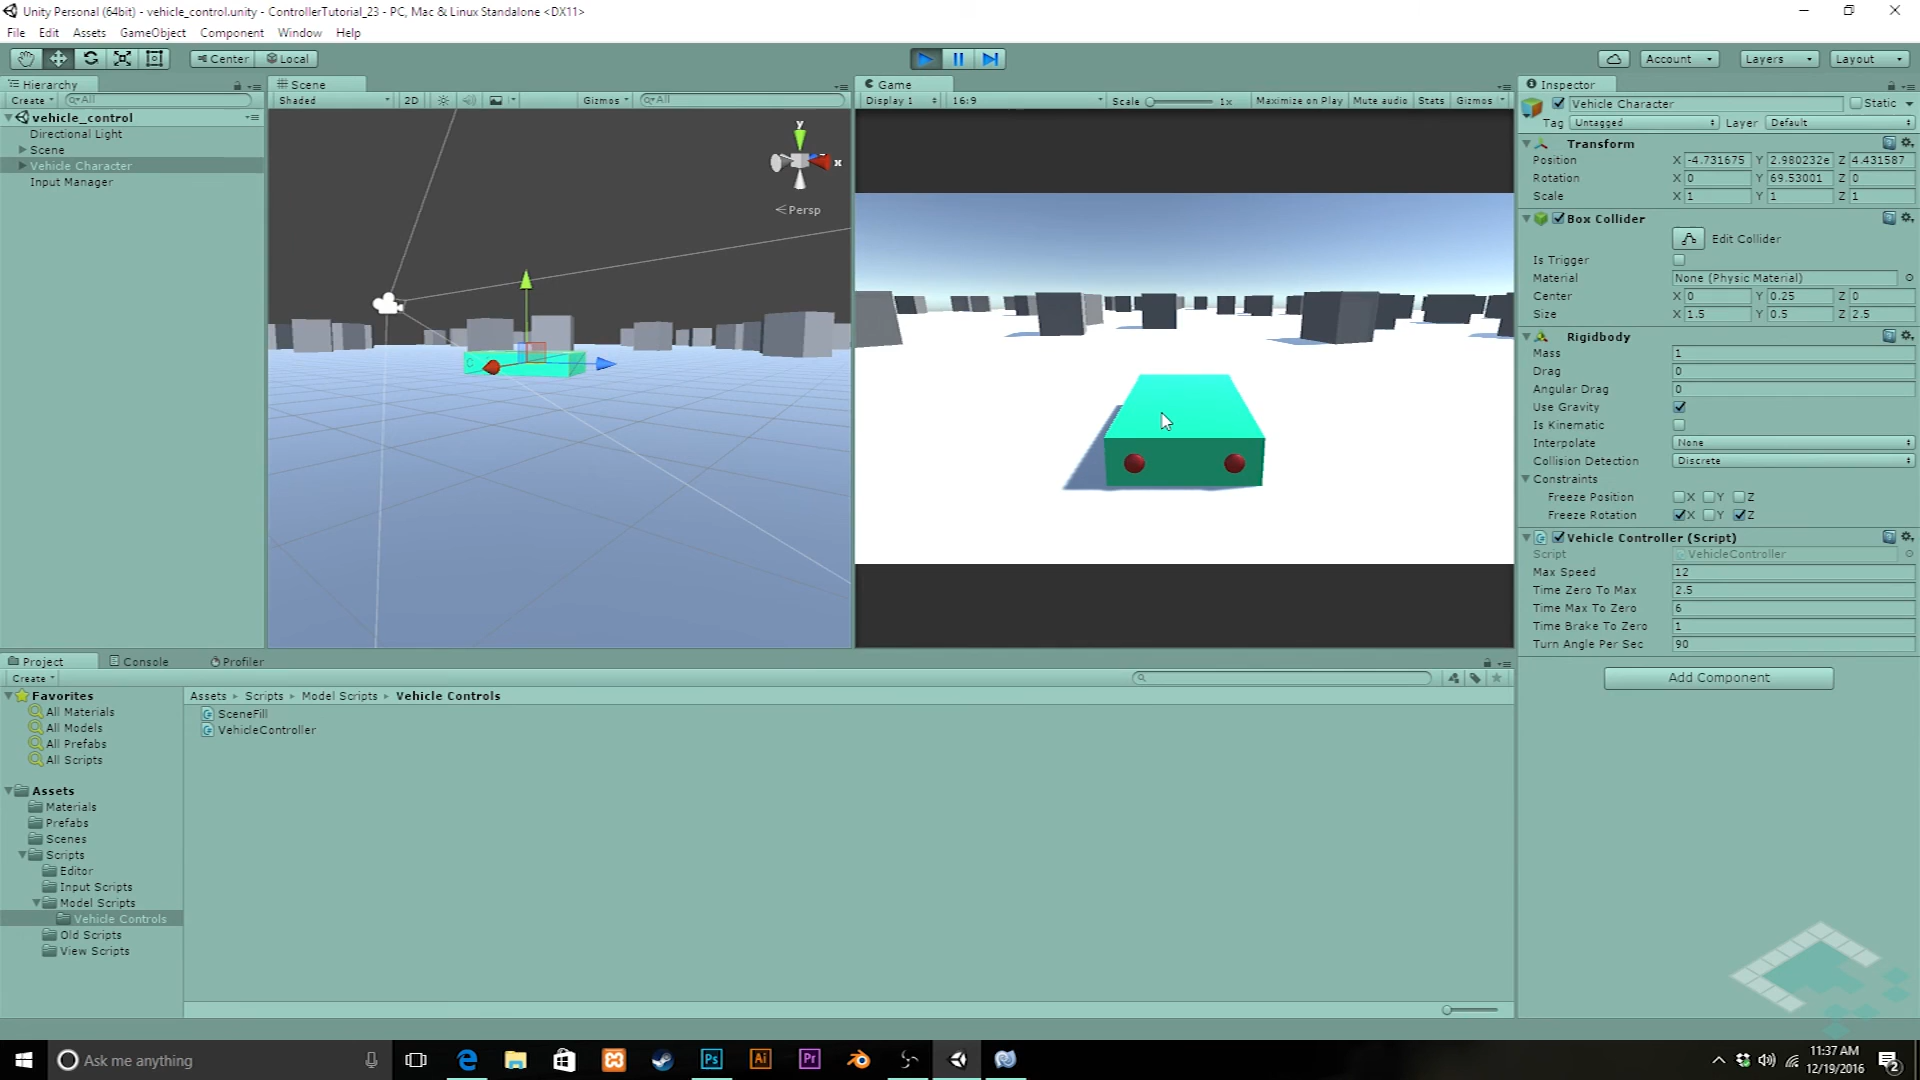 Unity Personal (64bit) - vehicle_control.unity - ControllerTutorial_23 - PC, Mac & Linux Standalone <DX11>
File Edit Assets GameObject Component Window Help
Center Local Account Layers Layout
Hierarchy
Create All
vehicle_control
Directional Light
Scene
Vehicle Character
Input Manager
Scene
Shaded 2D Gizmos All
y
x
Persp
Game
Display 1 16:9 Scale 1x Maximize on Play Mute audio Stats Gizmos
Inspector
Vehicle Character Static
Tag Untagged Layer Default
Transform
Position X -4.731675 Y 2.980232e Z 4.431587
Rotation X 0 Y 69.53001 Z 0
Scale X 1 Y 1 Z 1
Box Collider
Edit Collider
Is Trigger
Material None (Physic Material)
Center X 0 Y 0.25 Z 0
Size X 1.5 Y 0.5 Z 2.5
Rigidbody
Mass 1
Drag 0
Angular Drag 0
Use Gravity
Is Kinematic
Interpolate None
Collision Detection Discrete
Constraints
Freeze Position X Y Z
Freeze Rotation X Y Z
Vehicle Controller (Script)
Script VehicleController
Max Speed 12
Time Zero To Max 2.5
Time Max To Zero 6
Time Brake To Zero 1
Turn Angle Per Sec 90
Add Component
Project Console Profiler
Create
Favorites
All Materials
All Models
All Prefabs
All Scripts
Assets
Materials
Prefabs
Scenes
Scripts
Editor
Input Scripts
Model Scripts
Vehicle Controls
Old Scripts
View Scripts
Assets Scripts Model Scripts Vehicle Controls
SceneFill
VehicleController
Ask me anything
Ps Ai Pr
11:37 AM
12/19/2016
2